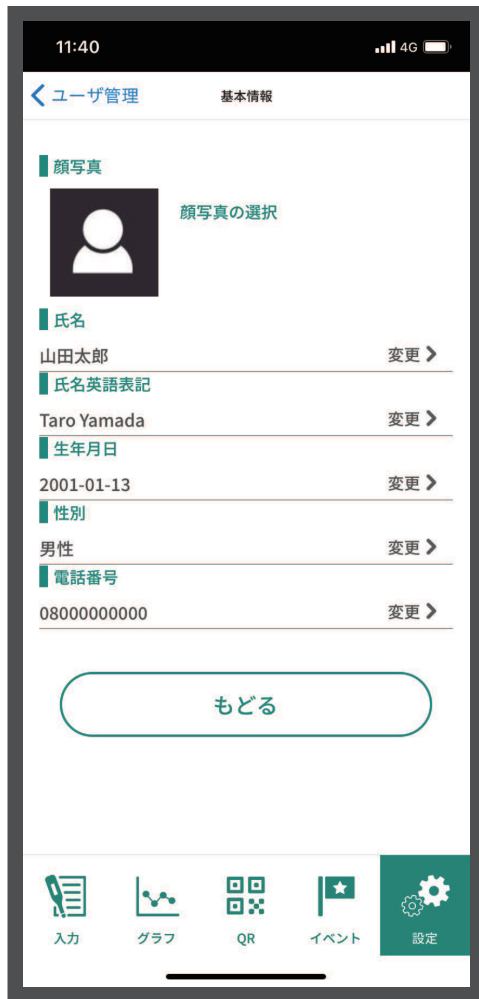 11:40
4G
ユーザ管理
基本情報
顔写真
顔写真の選択
氏名
山田太郎 変更
氏名英語表記
Taro Yamada 変更
生年月日
2001-01-13 変更
性別
男性 変更
電話番号
08000000000 変更
もどる
入力 グラフ QR イベント 設定